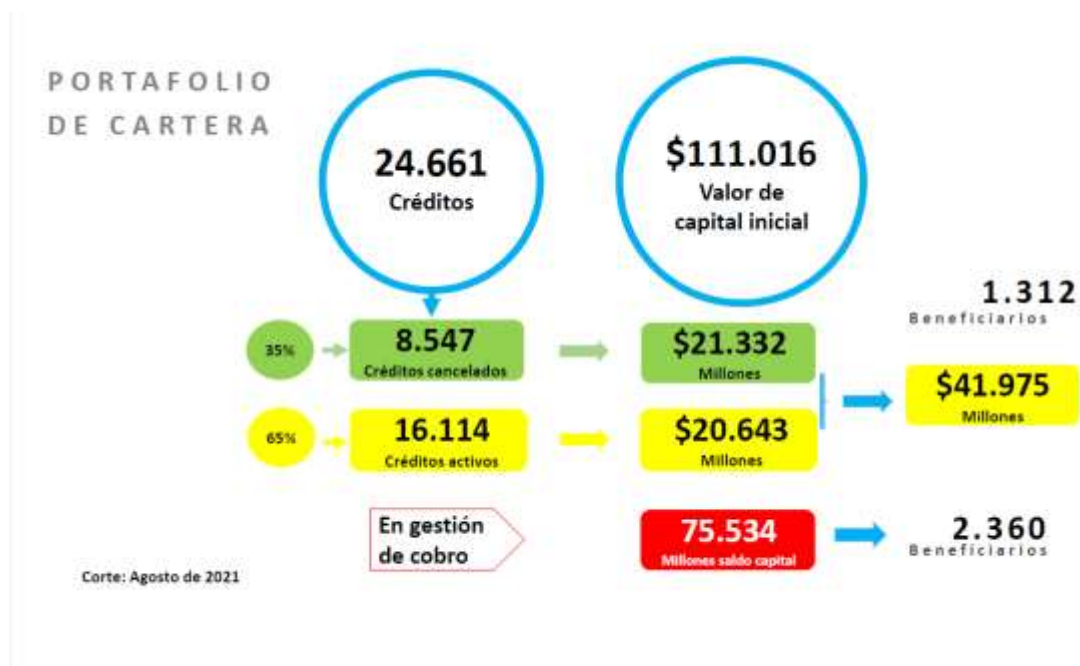 PORTAFOLIO
DE CARTERA
24.661
Créditos
$111.016
Valor de
capital inicial
1.312
Beneficiarios
35%
8.547
Créditos cancelados
$21.332
Millones
$41.975
Millones
65%
16.114
Créditos activos
$20.643
Millones
En gestión
de cobro
75.534
Millones saldo capital
2.360
Beneficiarios
Corte: Agosto de 2021